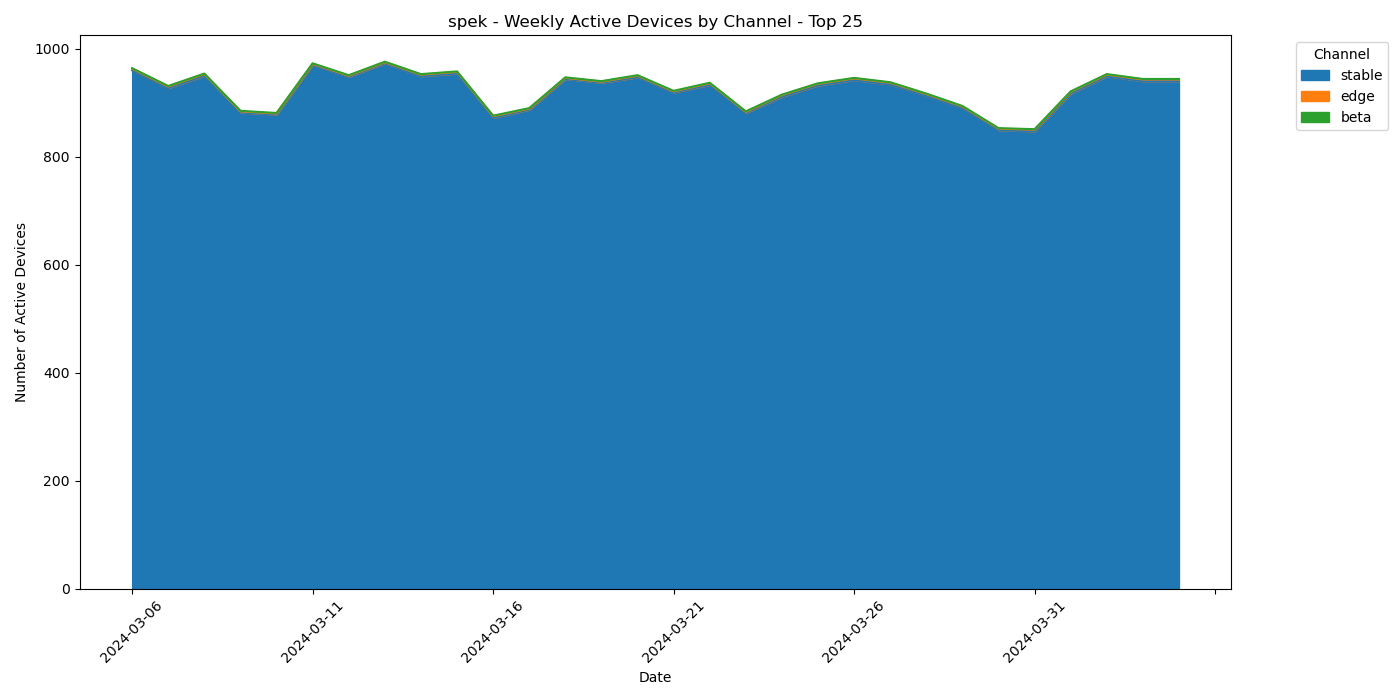 spek - Weekly Active Devices by Channel - Top 25
Channel
stable
edge
beta
Number of Active Devices
1000
800
600
400
200
0
2024-03-06
2024-03-11
2024-03-16
2024-03-21
2024-03-26
2024-03-31
Date